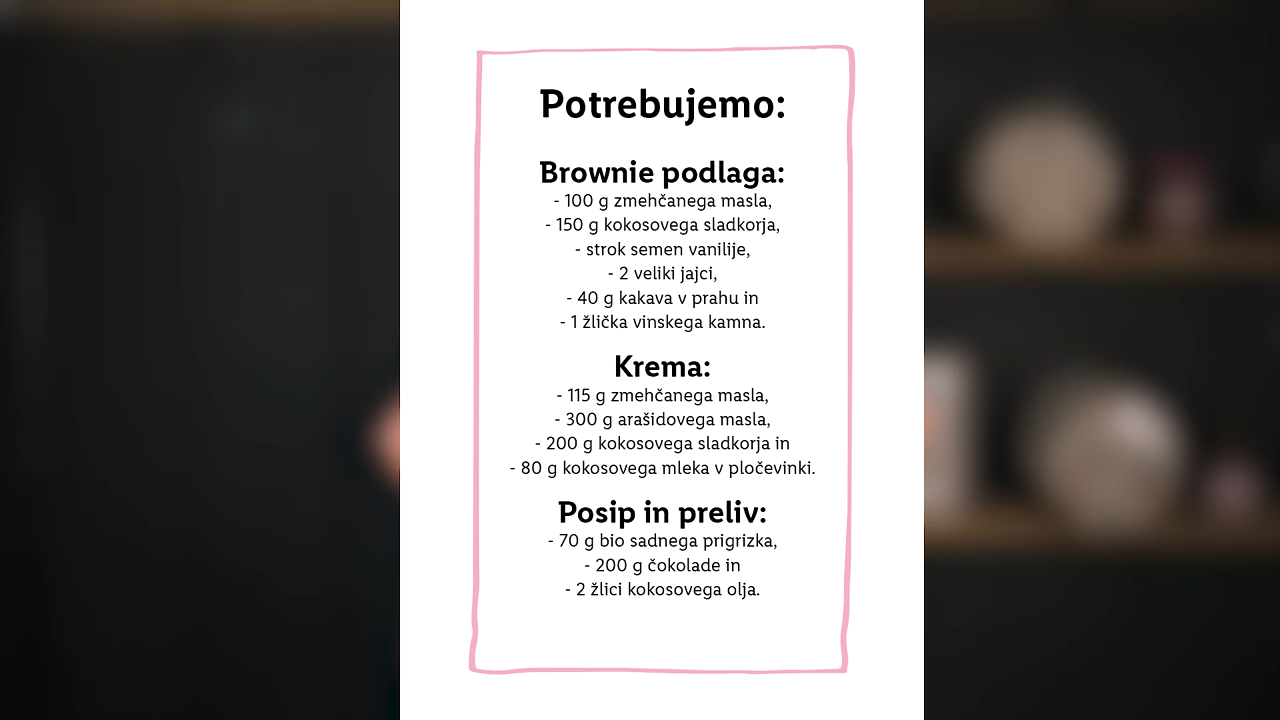 Potrebujemo:
Brownie podlaga:
- 100 g zmehčanega masla,
- 150 g kokosovega sladkorja,
- strok semen vanilije,
- 2 veliki jajci,
- 40 g kakava v prahu in
- 1 žlička vinskega kamna.
Krema:
- 115 g zmehčanega masla,
- 300 g arašidovega masla,
- 200 g kokosovega sladkorja in
- 80 g kokosovega mleka v pločevinki.
Posip in preliv:
- 70 g bio sadnega prigrizka,
- 200 g čokolade in
- 2 žlici kokosovega olja.